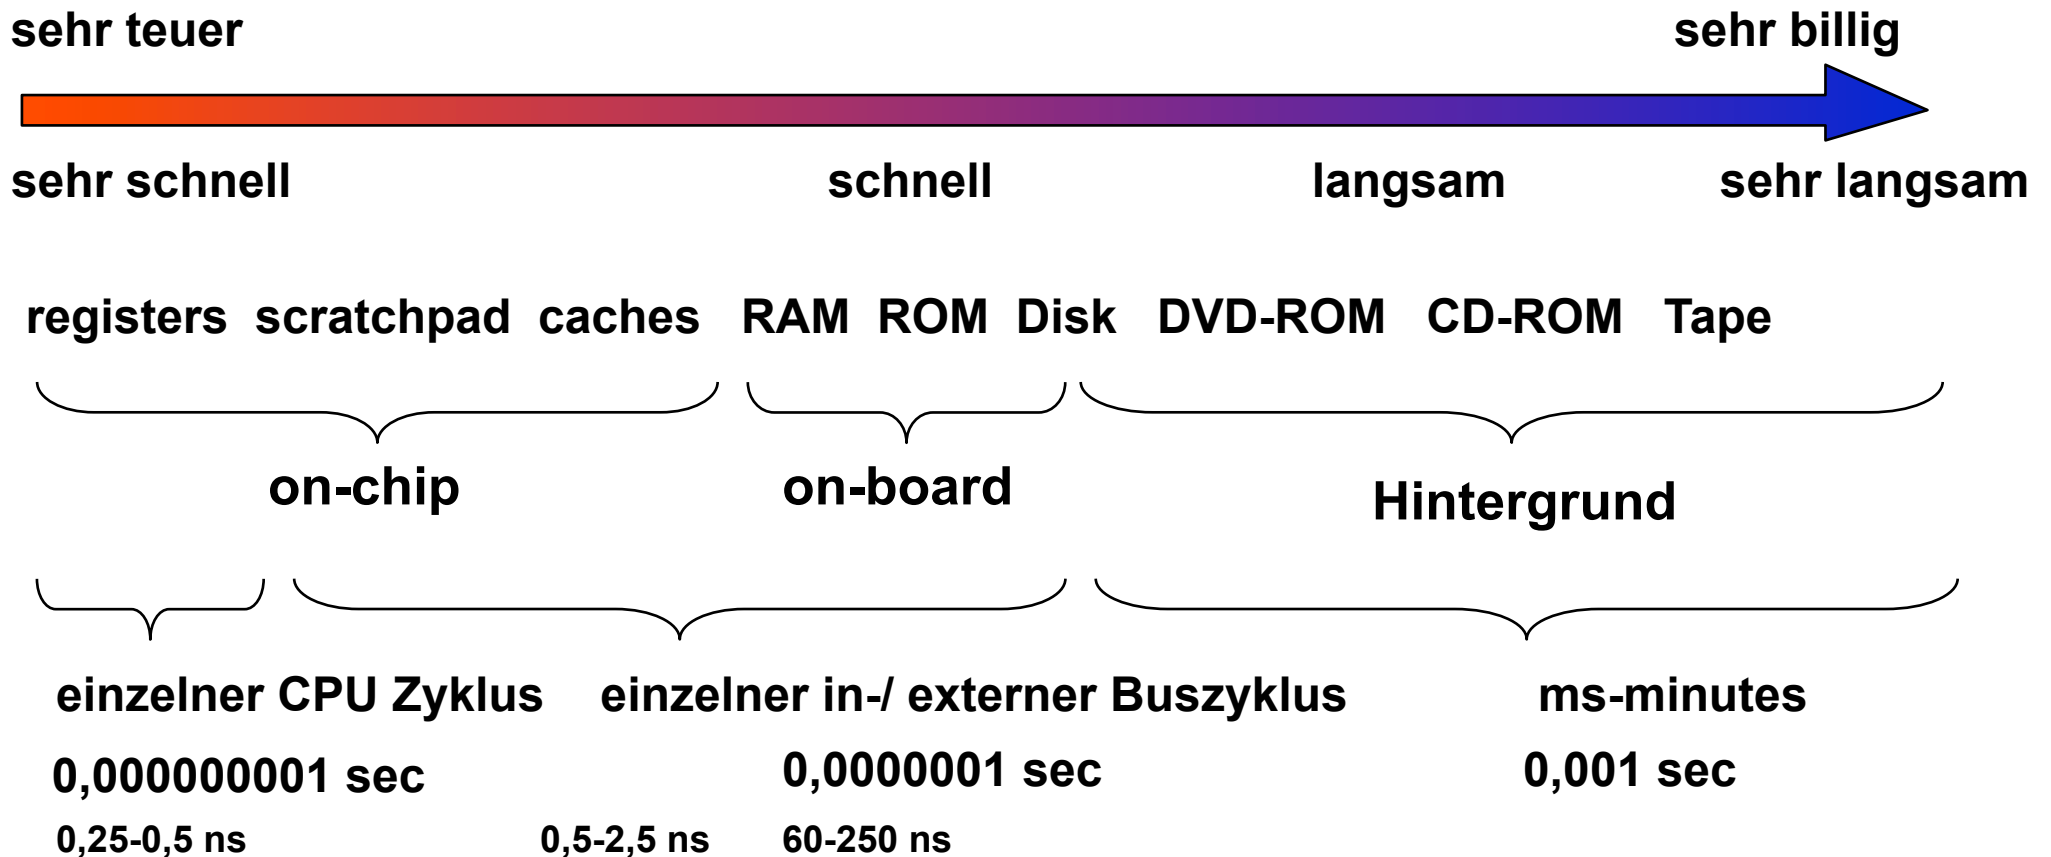 sehr teuer sehr billig
sehr schnell schnell langsam sehr langsam
registers scratchpad caches RAM ROM Disk DVD-ROM CD-ROM Tape
on-chip on-board Hintergrund
einzelner CPU Zyklus einzelner in-/ externer Buszyklus ms-minutes
0,000000001 sec 0,0000001 sec 0,001 sec
0,25-0,5 ns 0,5-2,5 ns 60-250 ns